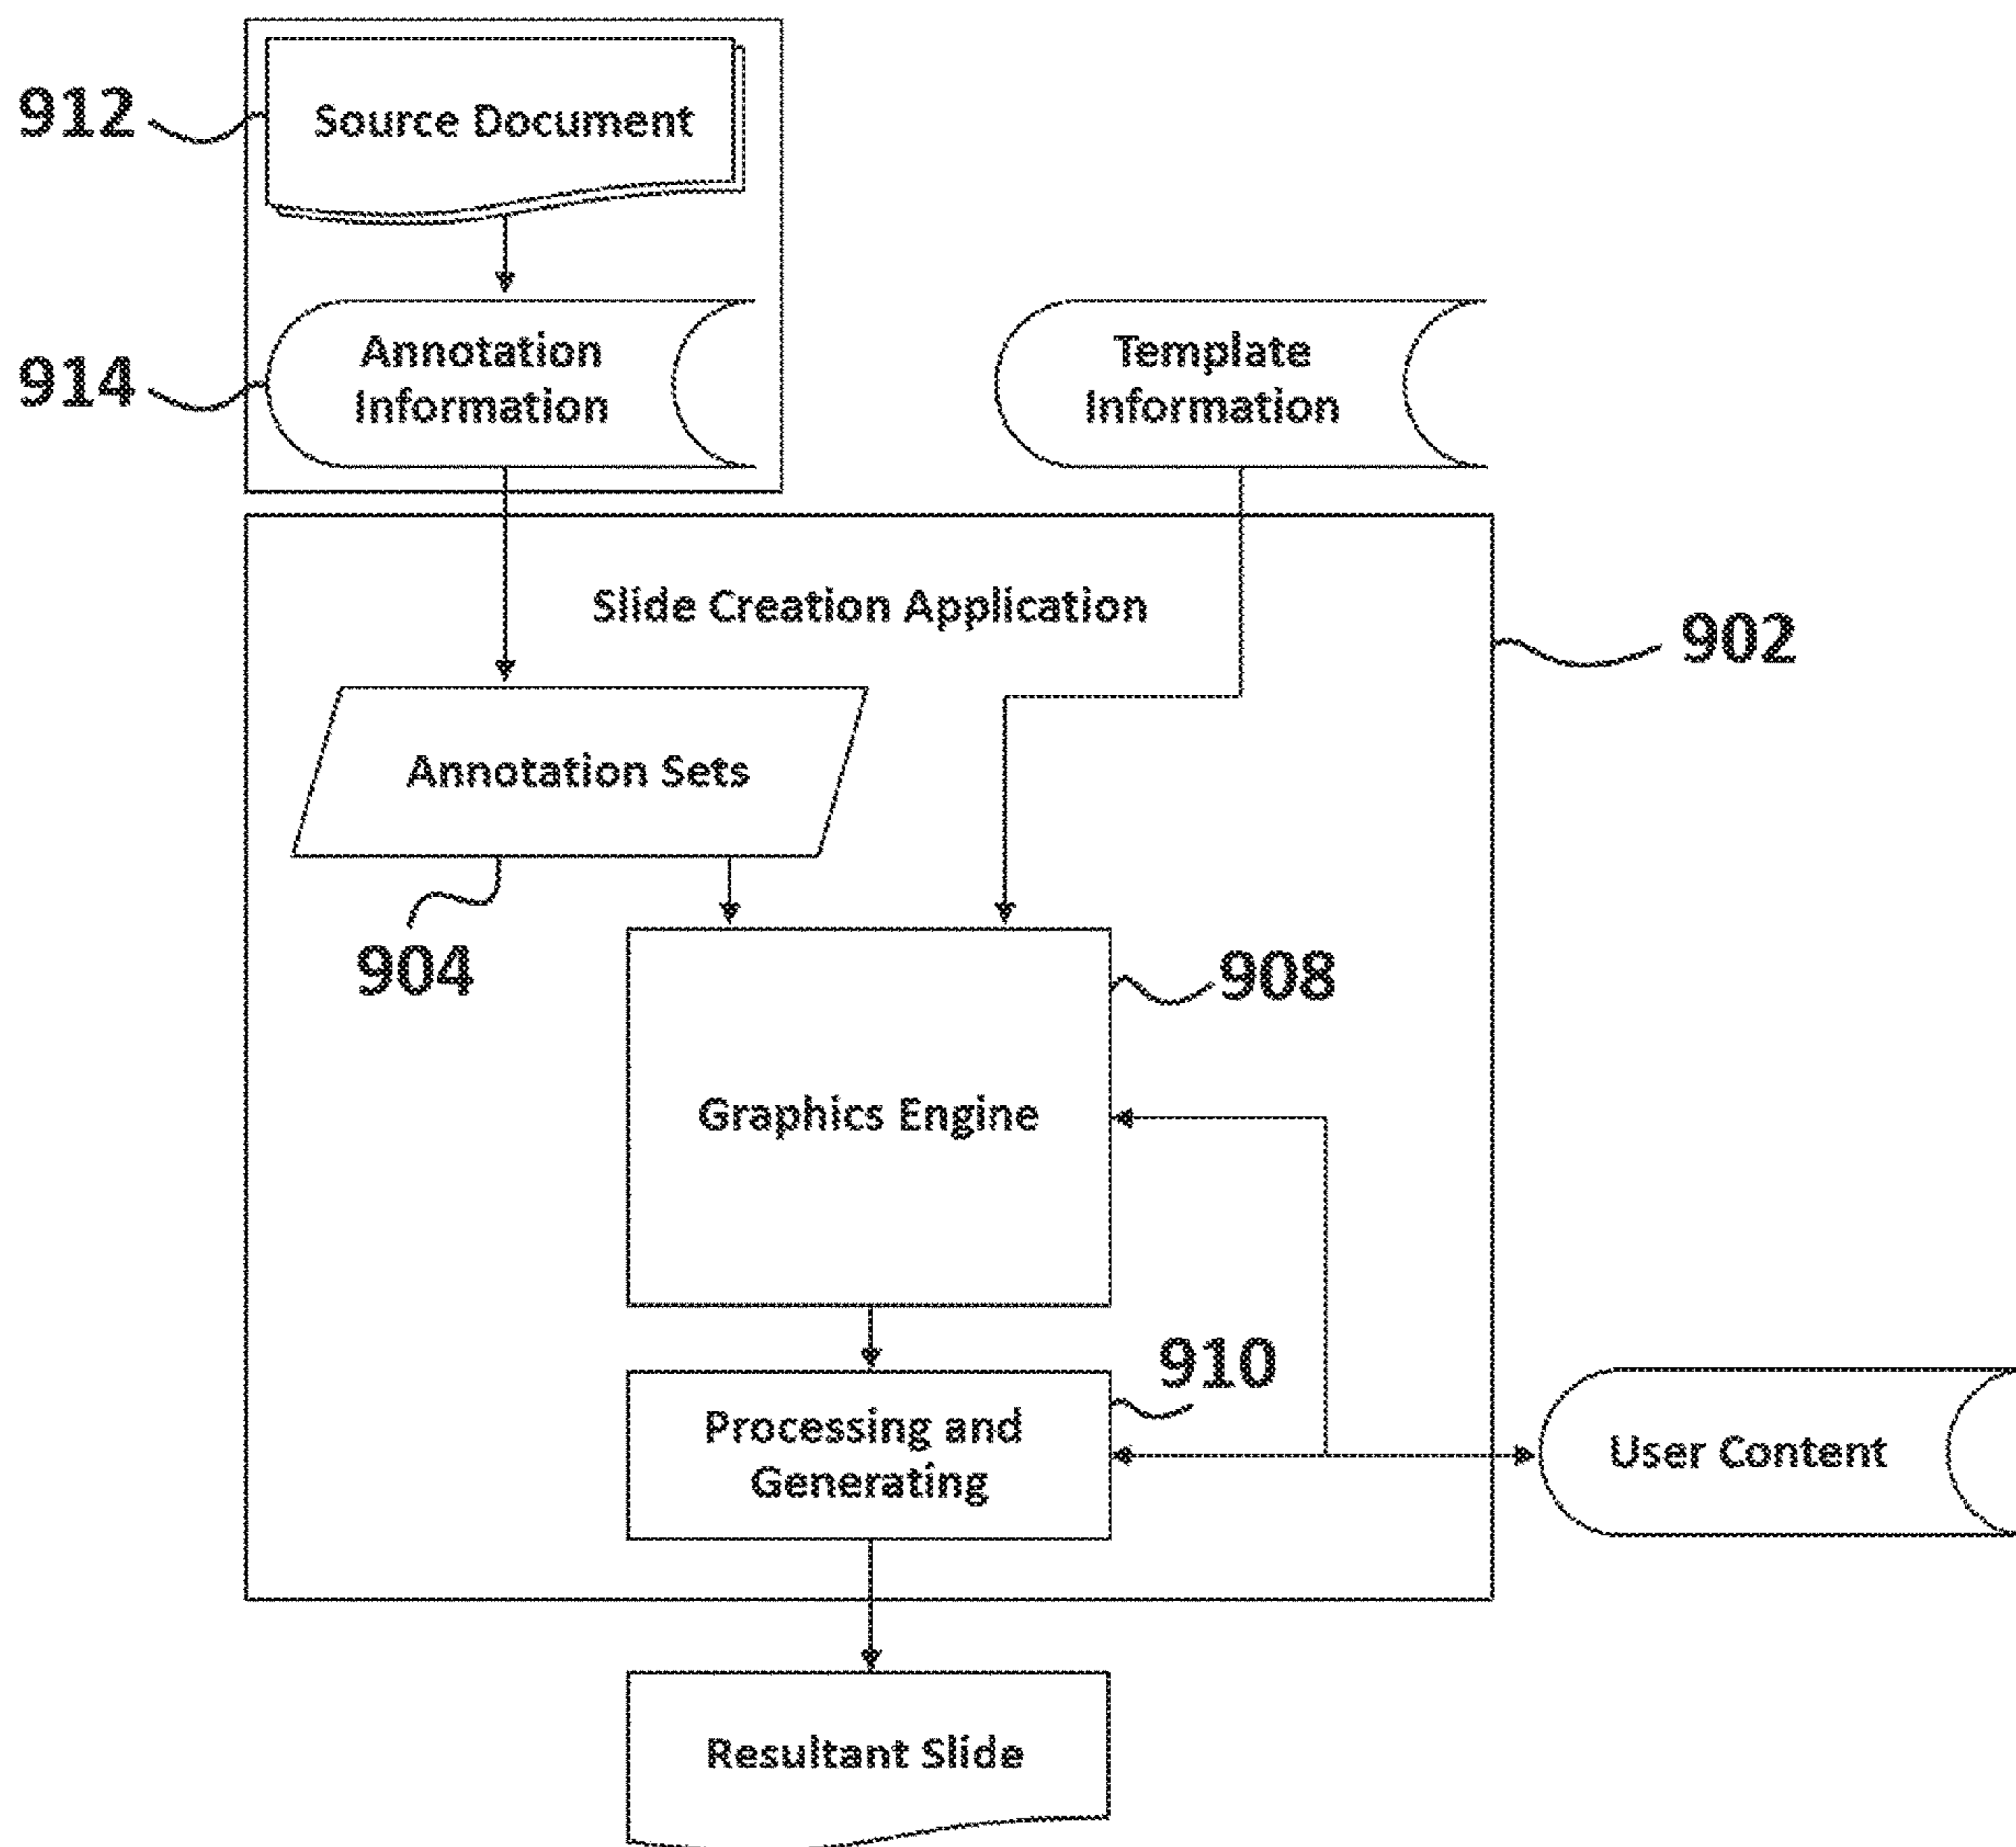 912
Source Document
914
Annotation
Information
Template
Information
Slide Creation Application
902
Annotation Sets
904
908
Graphics Engine
910
Processing and
Generating
User Content
Resultant Slide